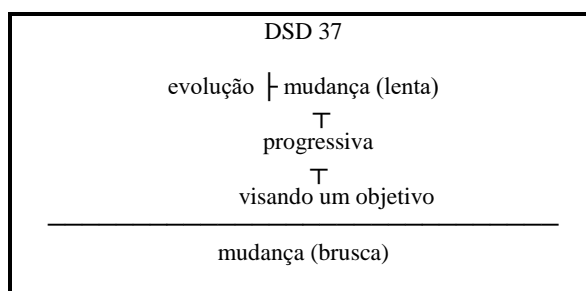 DSD 37
evolução ├ mudança (lenta)
┬
progressiva
┬
visando um objetivo
mudança (brusca)